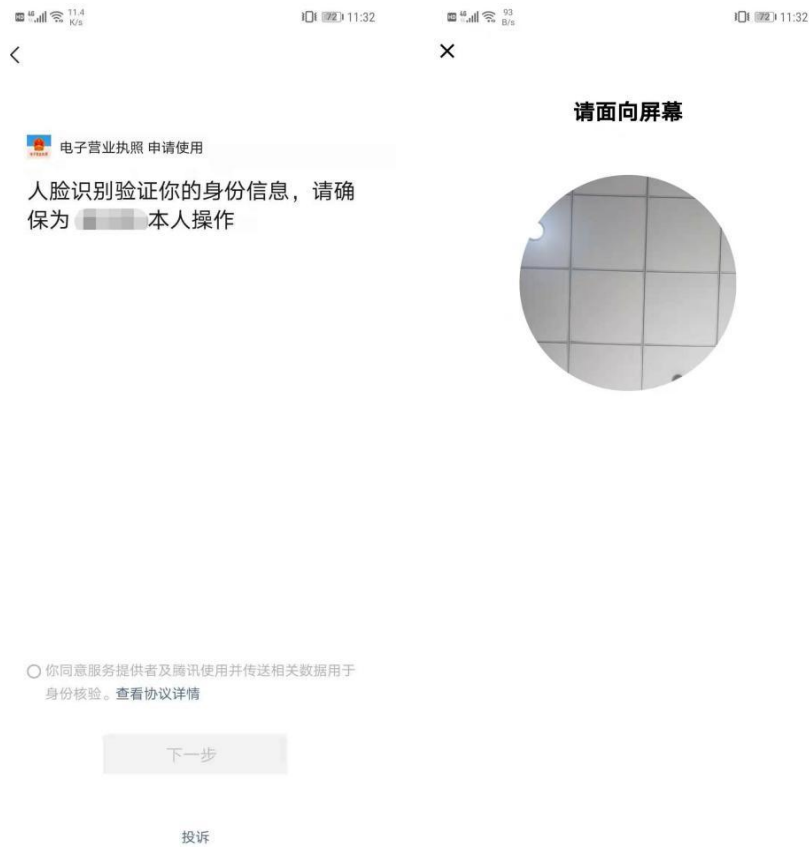 HD 4G 11.4 K/s 72 11:32
电子营业执照 申请使用
人脸识别验证你的身份信息，请确
保为 本人操作
你同意服务提供者及腾讯使用并传送相关数据用于
身份核验。查看协议详情
下一步
投诉
HD 4G 93 B/s 72 11:32
请面向屏幕